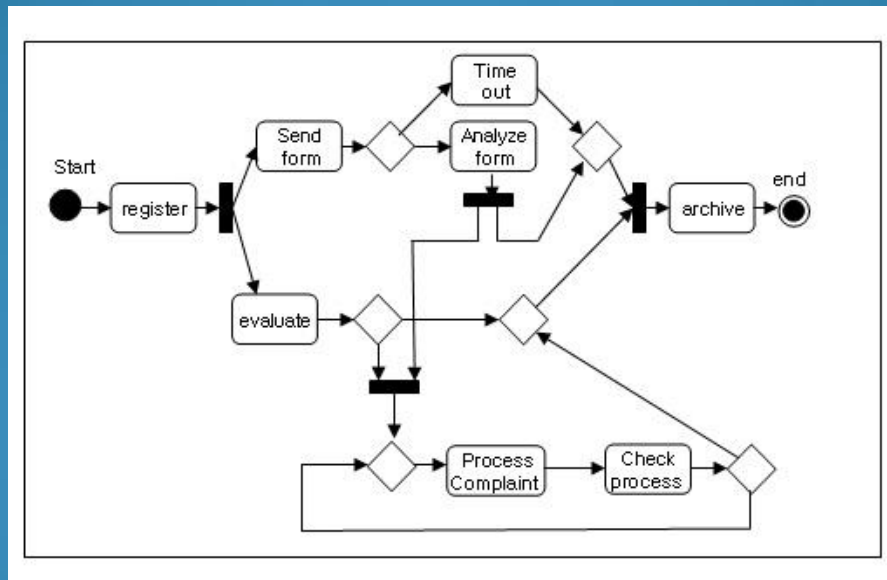 Time
out
Send
form
Analyze
form
Start
end
register
archive
evaluate
Process
Complaint
Check
process